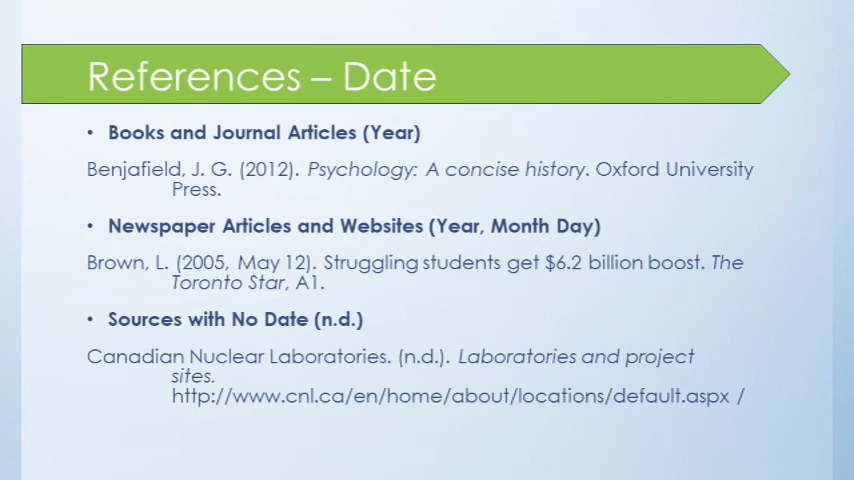 References – Date
• Books and Journal Articles (Year)
Benjafield, J. G. (2012). Psychology: A concise history. Oxford University
Press.
• Newspaper Articles and Websites (Year, Month Day)
Brown, L. (2005, May 12). Struggling students get $6.2 billion boost. The
Toronto Star, A1.
• Sources with No Date (n.d.)
Canadian Nuclear Laboratories. (n.d.). Laboratories and project
sites.
http://www.cnl.ca/en/home/about/locations/default.aspx /